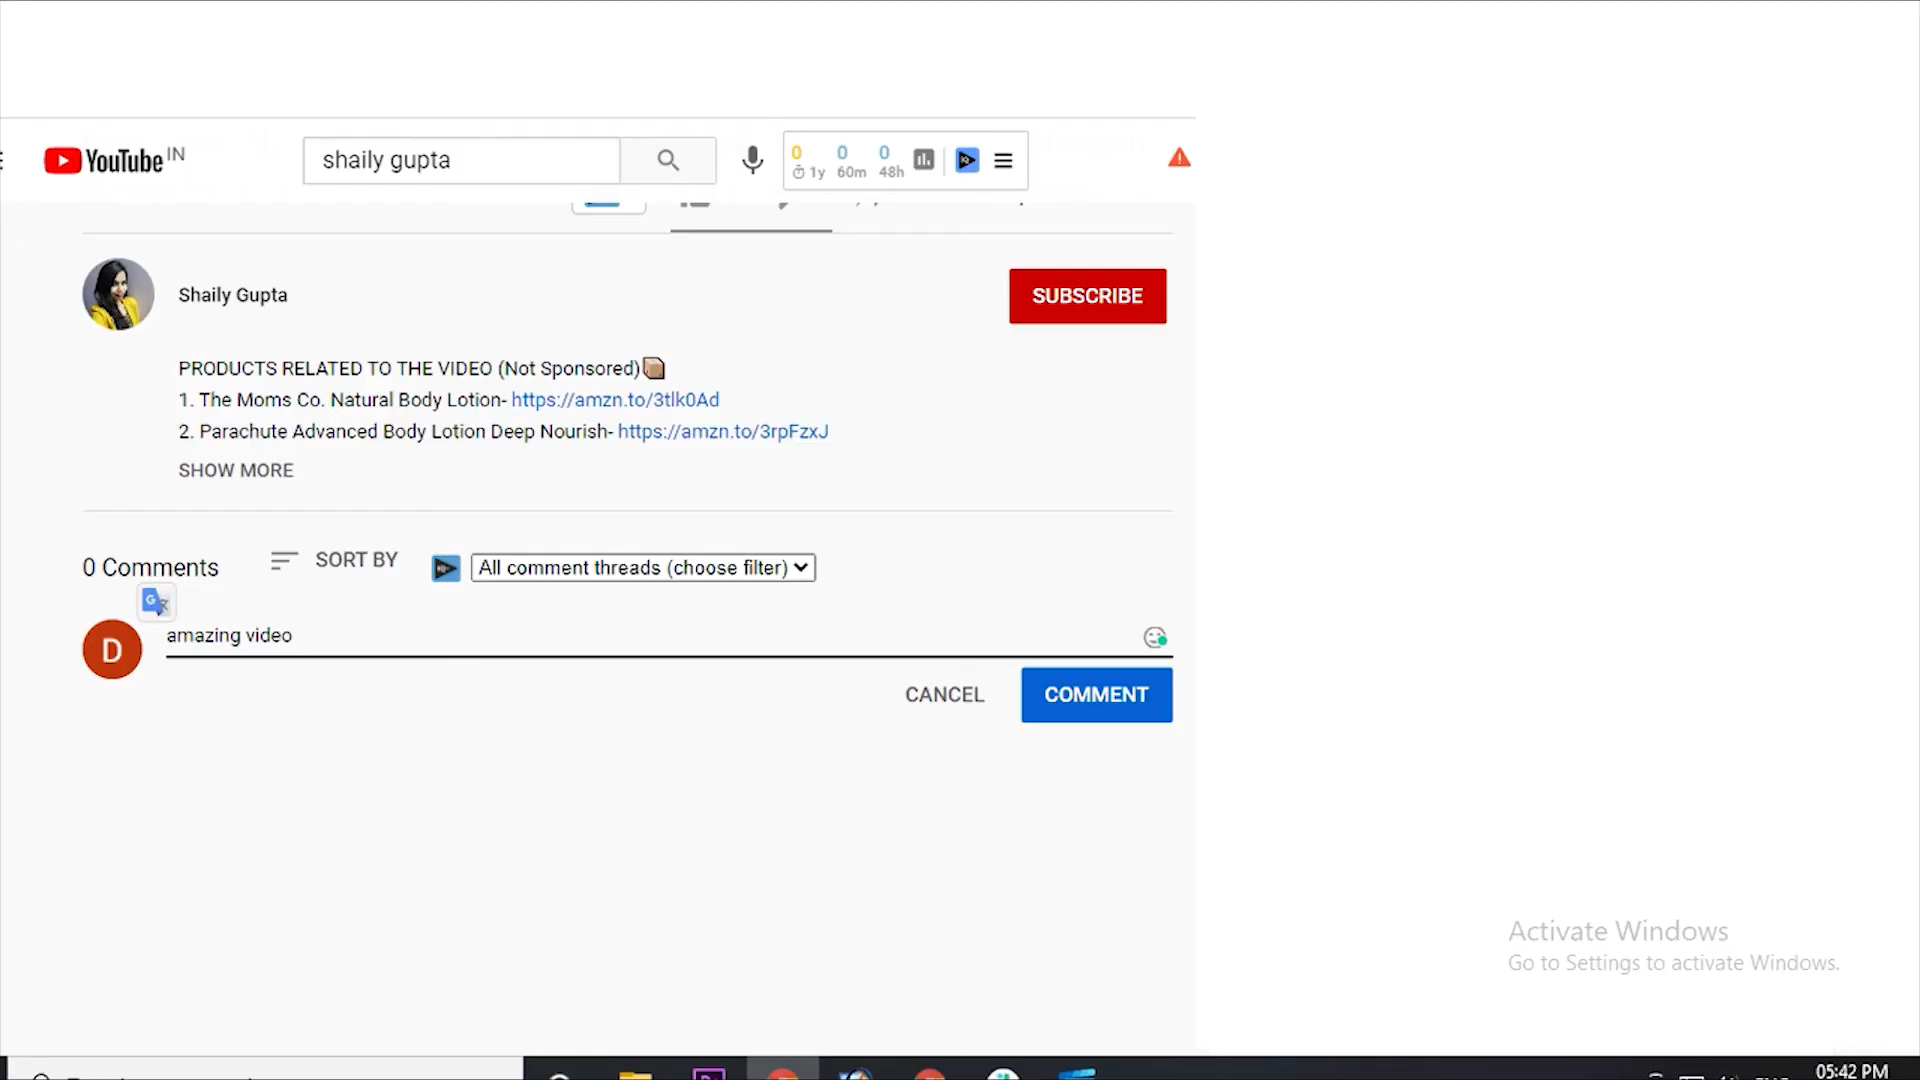 YouTube IN
shaily gupta
0 0 0
1y 60m 48h
Shaily Gupta
SUBSCRIBE
PRODUCTS RELATED TO THE VIDEO (Not Sponsored)
1. The Moms Co. Natural Body Lotion- https://amzn.to/3tlk0Ad
2. Parachute Advanced Body Lotion Deep Nourish- https://amzn.to/3rpFzxJ
SHOW MORE
0 Comments
SORT BY
All comment threads (choose filter)
D
amazing video
CANCEL
COMMENT
Activate Windows
Go to Settings to activate Windows.
05:42 PM